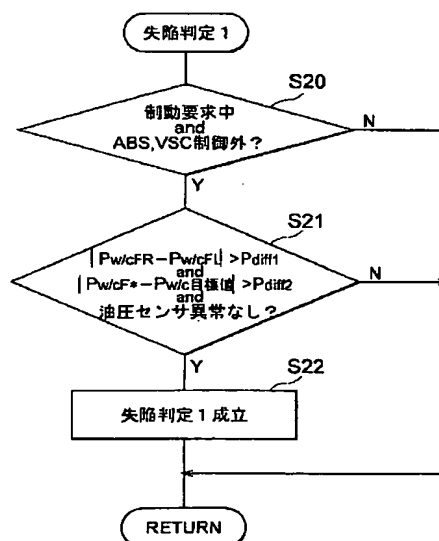 失陥判定1
S20
制動要求中
and
ABS,VSC制御外？
N
Y
S21
|Pw/cFR−Pw/cFL|>Pdiff1
and
|Pw/cF*−Pw/c目標値|>Pdiff2
and
油圧センサ異常なし？
N
Y
S22
失陥判定1成立
RETURN